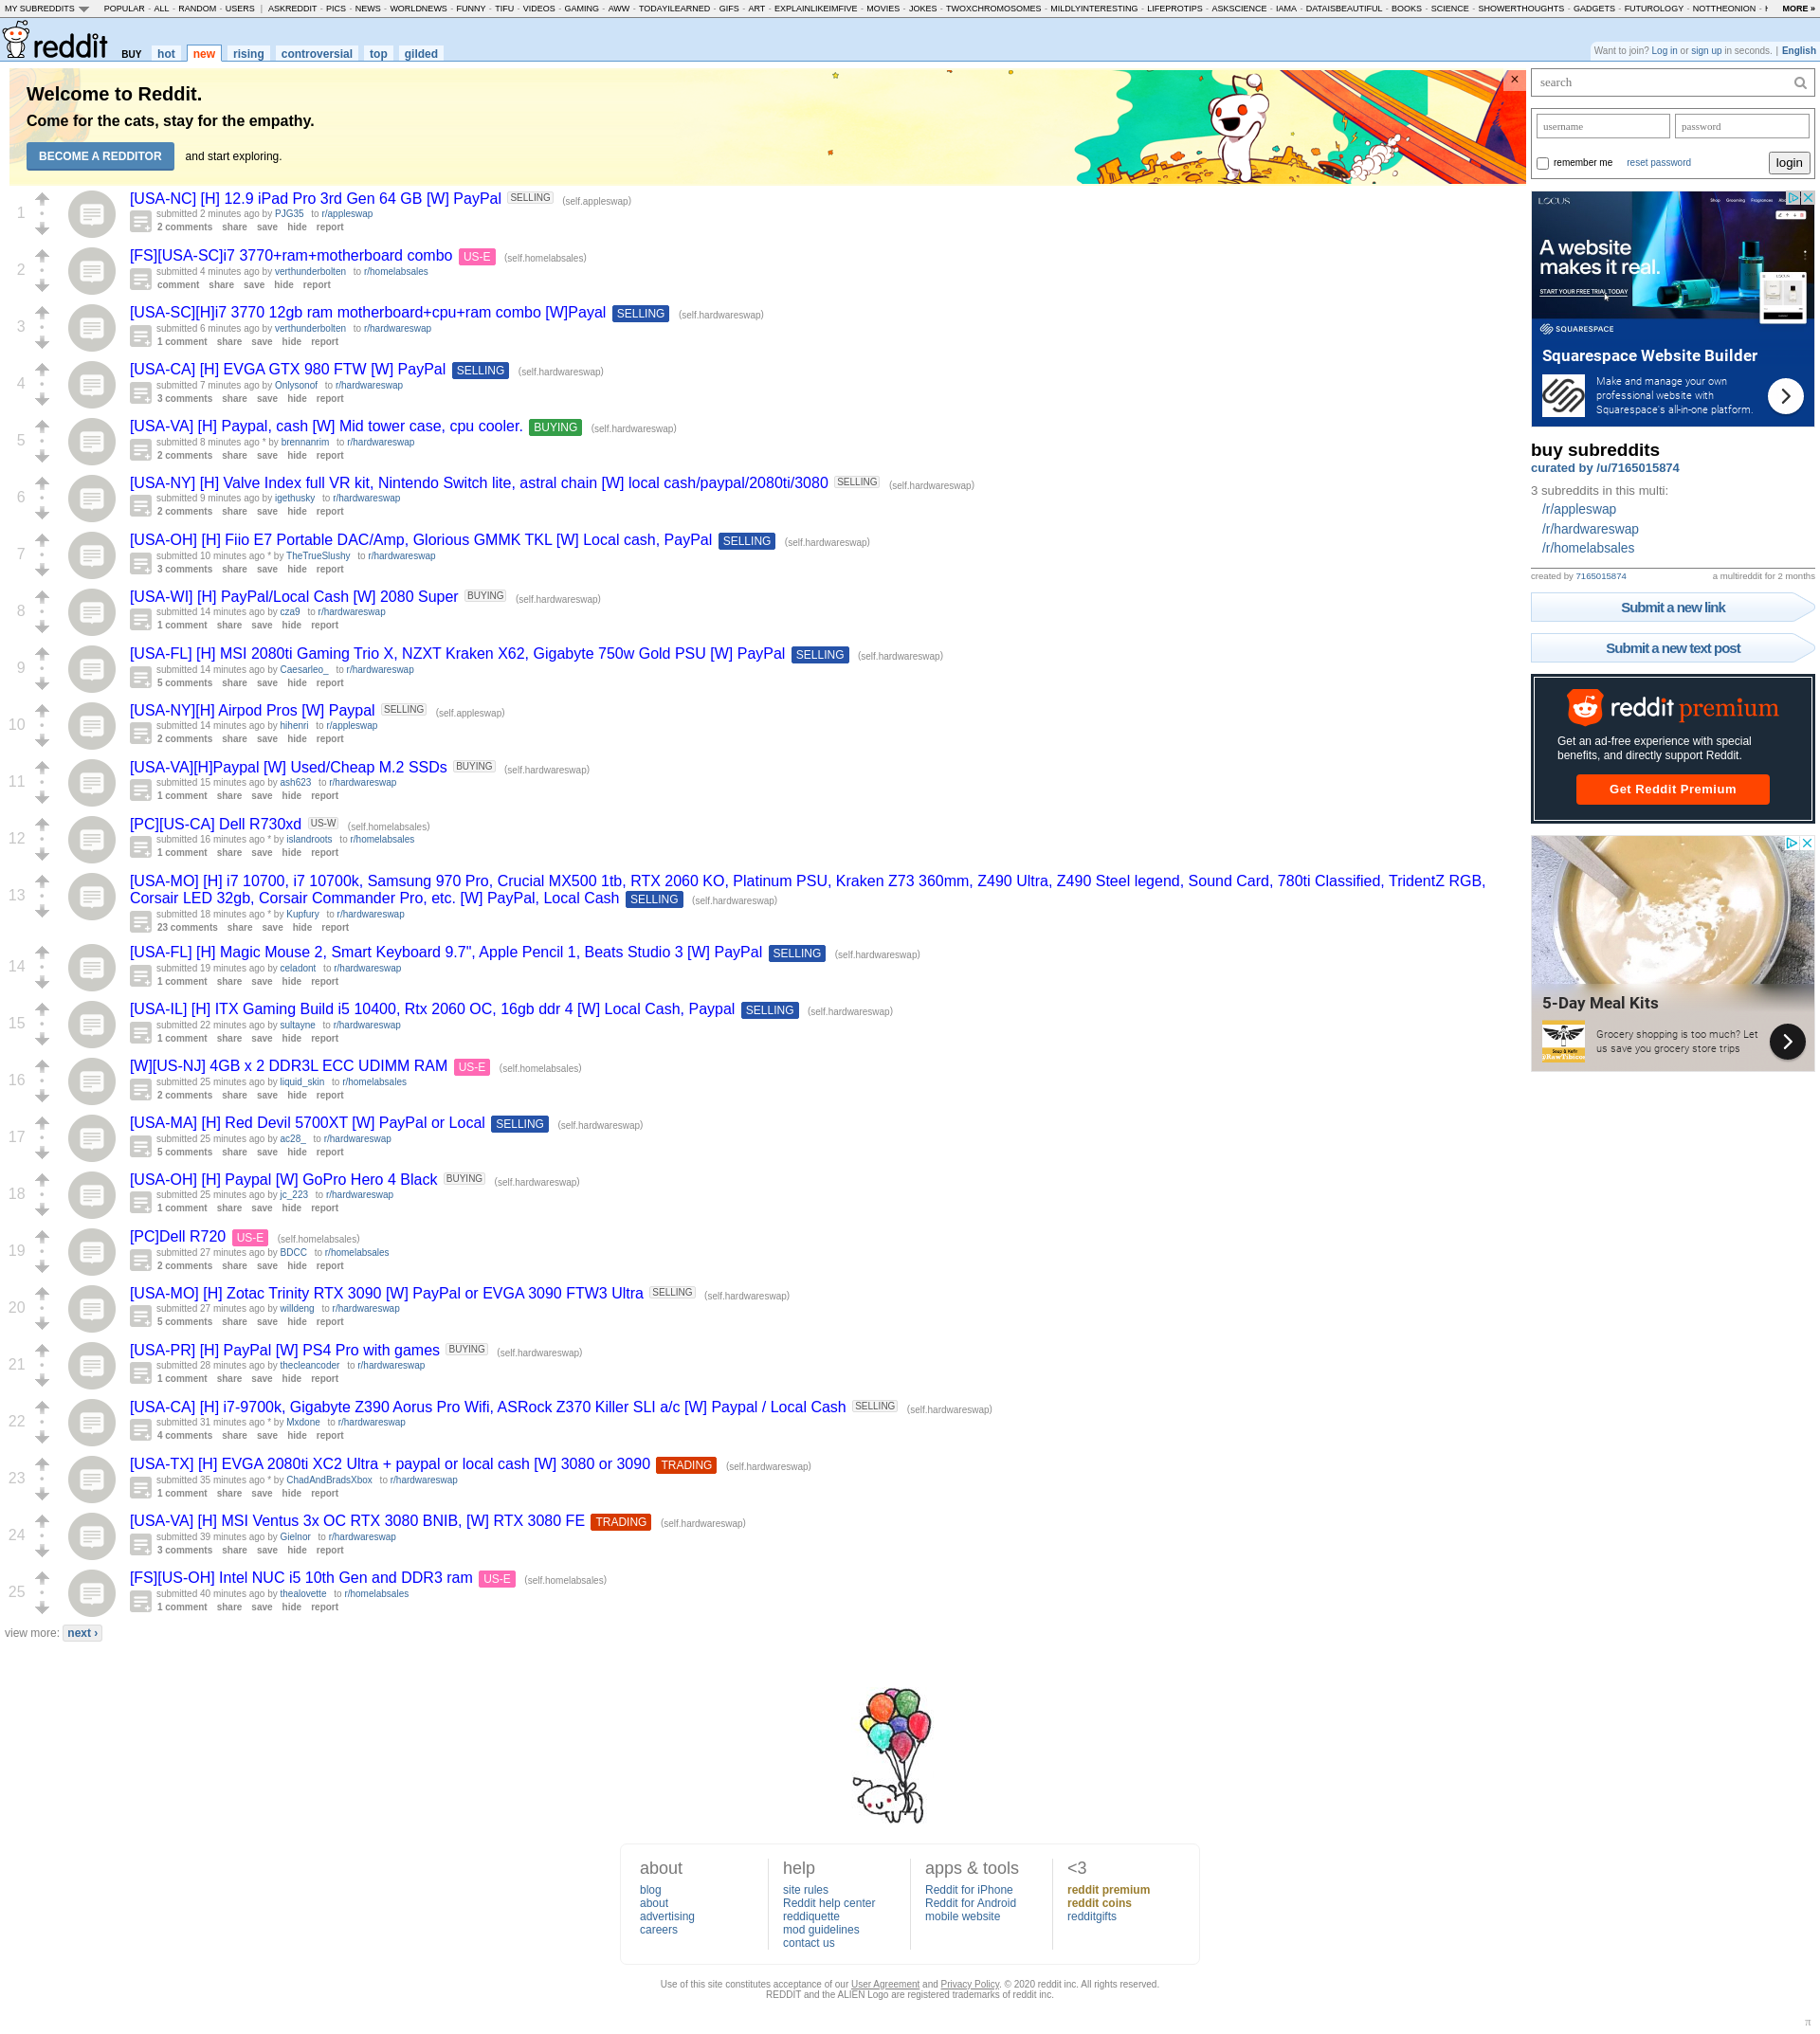 MY SUBREDDITS POPULAR - ALL - RANDOM - USERS | ASKREDDIT - PICS - NEWS - WORLDNEWS - FUNNY - TIFU - VIDEOS - GAMING - AWW - TODAYILEARNED - GIFS - ART - EXPLAINLIKEIMFIVE - MOVIES - JOKES - TWOXCHROMOSOMES - MILDLYINTERESTING - LIFEPROTIPS - ASKSCIENCE - IAMA - DATAISBEAUTIFUL - BOOKS - SCIENCE - SHOWERTHOUGHTS - GADGETS - FUTUROLOGY - NOTTHEONION - MORE »
reddit BUY hot new rising controversial top gilded
Want to join? Log in or sign up in seconds. | English
Welcome to Reddit.
Come for the cats, stay for the empathy.
BECOME A REDDITOR and start exploring.
×
1
[USA-NC] [H] 12.9 iPad Pro 3rd Gen 64 GB [W] PayPal SELLING (self.appleswap)
submitted 2 minutes ago by PJG35 to r/appleswap
2 comments share save hide report
2
[FS][USA-SC]i7 3770+ram+motherboard combo US-E (self.homelabsales)
submitted 4 minutes ago by verthunderbolten to r/homelabsales
comment share save hide report
3
[USA-SC][H]i7 3770 12gb ram motherboard+cpu+ram combo [W]Payal SELLING (self.hardwareswap)
submitted 6 minutes ago by verthunderbolten to r/hardwareswap
1 comment share save hide report
4
[USA-CA] [H] EVGA GTX 980 FTW [W] PayPal SELLING (self.hardwareswap)
submitted 7 minutes ago by Onlysonof to r/hardwareswap
3 comments share save hide report
5
[USA-VA] [H] Paypal, cash [W] Mid tower case, cpu cooler. BUYING (self.hardwareswap)
submitted 8 minutes ago * by brennanrim to r/hardwareswap
2 comments share save hide report
6
[USA-NY] [H] Valve Index full VR kit, Nintendo Switch lite, astral chain [W] local cash/paypal/2080ti/3080 SELLING (self.hardwareswap)
submitted 9 minutes ago by igethusky to r/hardwareswap
2 comments share save hide report
7
[USA-OH] [H] Fiio E7 Portable DAC/Amp, Glorious GMMK TKL [W] Local cash, PayPal SELLING (self.hardwareswap)
submitted 10 minutes ago * by TheTrueSlushy to r/hardwareswap
3 comments share save hide report
8
[USA-WI] [H] PayPal/Local Cash [W] 2080 Super BUYING (self.hardwareswap)
submitted 14 minutes ago by cza9 to r/hardwareswap
1 comment share save hide report
9
[USA-FL] [H] MSI 2080ti Gaming Trio X, NZXT Kraken X62, Gigabyte 750w Gold PSU [W] PayPal SELLING (self.hardwareswap)
submitted 14 minutes ago by Caesarleo_ to r/hardwareswap
5 comments share save hide report
10
[USA-NY][H] Airpod Pros [W] Paypal SELLING (self.appleswap)
submitted 14 minutes ago by hihenri to r/appleswap
2 comments share save hide report
11
[USA-VA][H]Paypal [W] Used/Cheap M.2 SSDs BUYING (self.hardwareswap)
submitted 15 minutes ago by ash623 to r/hardwareswap
1 comment share save hide report
12
[PC][US-CA] Dell R730xd US-W (self.homelabsales)
submitted 16 minutes ago * by islandroots to r/homelabsales
1 comment share save hide report
13
[USA-MO] [H] i7 10700, i7 10700k, Samsung 970 Pro, Crucial MX500 1tb, RTX 2060 KO, Platinum PSU, Kraken Z73 360mm, Z490 Ultra, Z490 Steel legend, Sound Card, 780ti Classified, TridentZ RGB,
Corsair LED 32gb, Corsair Commander Pro, etc. [W] PayPal, Local Cash SELLING (self.hardwareswap)
submitted 18 minutes ago * by Kupfury to r/hardwareswap
23 comments share save hide report
14
[USA-FL] [H] Magic Mouse 2, Smart Keyboard 9.7", Apple Pencil 1, Beats Studio 3 [W] PayPal SELLING (self.hardwareswap)
submitted 19 minutes ago by celadont to r/hardwareswap
1 comment share save hide report
15
[USA-IL] [H] ITX Gaming Build i5 10400, Rtx 2060 OC, 16gb ddr 4 [W] Local Cash, Paypal SELLING (self.hardwareswap)
submitted 22 minutes ago by sultayne to r/hardwareswap
1 comment share save hide report
16
[W][US-NJ] 4GB x 2 DDR3L ECC UDIMM RAM US-E (self.homelabsales)
submitted 25 minutes ago by liquid_skin to r/homelabsales
2 comments share save hide report
17
[USA-MA] [H] Red Devil 5700XT [W] PayPal or Local SELLING (self.hardwareswap)
submitted 25 minutes ago by ac28_ to r/hardwareswap
5 comments share save hide report
18
[USA-OH] [H] Paypal [W] GoPro Hero 4 Black BUYING (self.hardwareswap)
submitted 25 minutes ago by jc_223 to r/hardwareswap
1 comment share save hide report
19
[PC]Dell R720 US-E (self.homelabsales)
submitted 27 minutes ago by BDCC to r/homelabsales
2 comments share save hide report
20
[USA-MO] [H] Zotac Trinity RTX 3090 [W] PayPal or EVGA 3090 FTW3 Ultra SELLING (self.hardwareswap)
submitted 27 minutes ago by willdeng to r/hardwareswap
5 comments share save hide report
21
[USA-PR] [H] PayPal [W] PS4 Pro with games BUYING (self.hardwareswap)
submitted 28 minutes ago by thecleancoder to r/hardwareswap
1 comment share save hide report
22
[USA-CA] [H] i7-9700k, Gigabyte Z390 Aorus Pro Wifi, ASRock Z370 Killer SLI a/c [W] Paypal / Local Cash SELLING (self.hardwareswap)
submitted 31 minutes ago * by Mxdone to r/hardwareswap
4 comments share save hide report
23
[USA-TX] [H] EVGA 2080ti XC2 Ultra + paypal or local cash [W] 3080 or 3090 TRADING (self.hardwareswap)
submitted 35 minutes ago * by ChadAndBradsXbox to r/hardwareswap
1 comment share save hide report
24
[USA-VA] [H] MSI Ventus 3x OC RTX 3080 BNIB, [W] RTX 3080 FE TRADING (self.hardwareswap)
submitted 39 minutes ago by Gielnor to r/hardwareswap
3 comments share save hide report
25
[FS][US-OH] Intel NUC i5 10th Gen and DDR3 ram US-E (self.homelabsales)
submitted 40 minutes ago by thealovette to r/homelabsales
1 comment share save hide report
view more: next ›
search
username password
remember me reset password login
LOCUS
A website
makes it real.
START YOUR FREE TRIAL TODAY
SQUARESPACE
Squarespace Website Builder
Make and manage your own
professional website with
Squarespace's all-in-one platform.
buy subreddits
curated by /u/7165015874
3 subreddits in this multi:
/r/appleswap
/r/hardwareswap
/r/homelabsales
created by 7165015874 a multireddit for 2 months
Submit a new link
Submit a new text post
reddit premium
Get an ad-free experience with special
benefits, and directly support Reddit.
Get Reddit Premium
5-Day Meal Kits
Grocery shopping is too much? Let
us save you grocery store trips
about
blog
about
advertising
careers
help
site rules
Reddit help center
reddiquette
mod guidelines
contact us
apps & tools
Reddit for iPhone
Reddit for Android
mobile website
<3
reddit premium
reddit coins
redditgifts
Use of this site constitutes acceptance of our User Agreement and Privacy Policy. © 2020 reddit inc. All rights reserved.
REDDIT and the ALIEN Logo are registered trademarks of reddit inc.
π